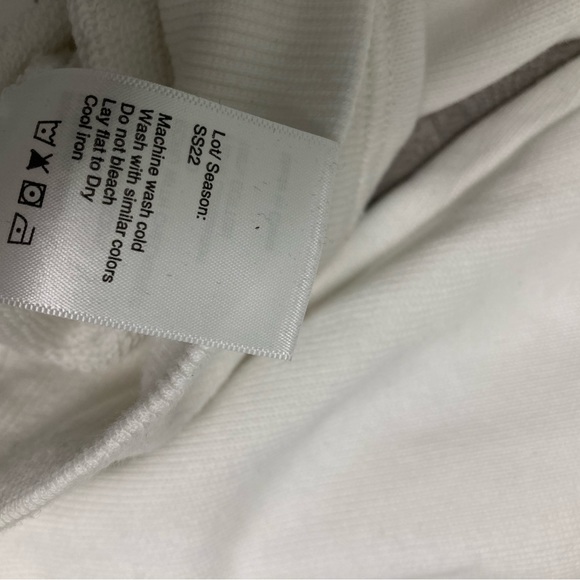 Lot/ Season:
SS22
Machine wash cold
Wash with similar colors
Do not bleach
Lay flat to Dry
Cool iron